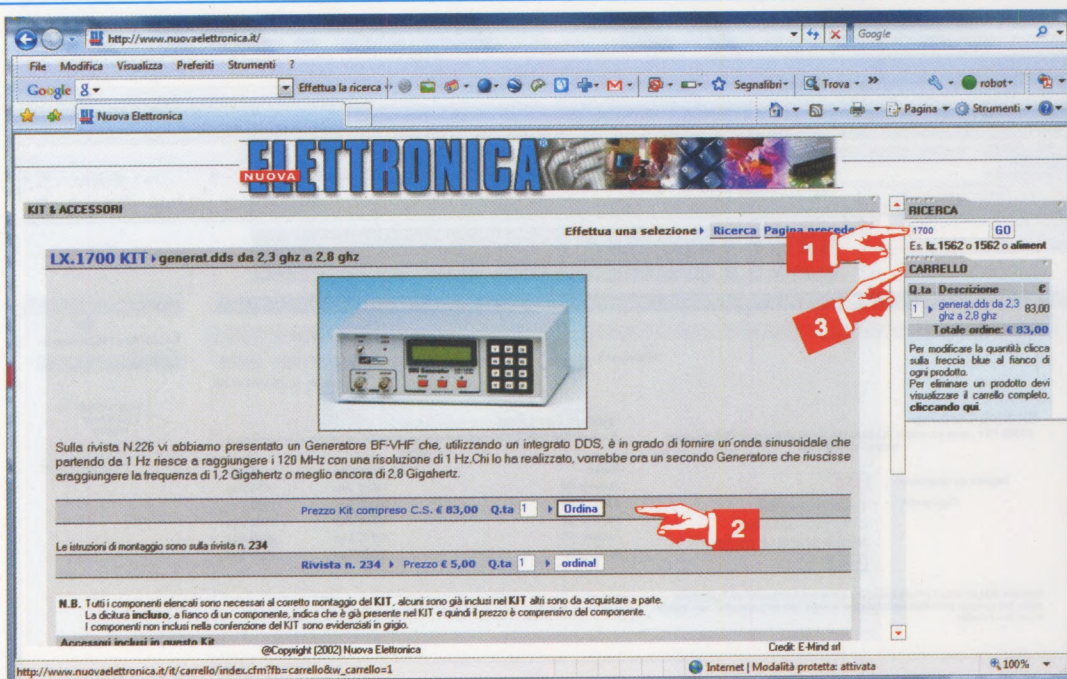 http://www.nuovaelettronica.it/
Google
File Modifica Visualizza Preferiti Strumenti ?
Google
Effettua la ricerca
Segnalibri
Trova
robot
Nuova Elettronica
Pagina
Strumenti
NUOVA ELETTRONICA
KIT & ACCESSORI
Effettua una selezione Ricerca Pagina precede
LX.1700 KIT generat.dds da 2,3 ghz a 2,8 ghz
Sulla rivista N.226 vi abbiamo presentato un Generatore BF-VHF che, utilizzando un integrato DDS, è in grado di fornire un'onda sinusoidale che
partendo da 1 Hz riesce a raggiungere i 120 MHz con una risoluzione di 1 Hz.Chi lo ha realizzato, vorrebbe ora un secondo Generatore che riuscisse
araggiungere la frequenza di 1,2 Gigahertz o meglio ancora di 2,8 Gigahertz.
Prezzo Kit compreso C.S. € 83,00 Q.ta 1 Ordina
Le istruzioni di montaggio sono sulla rivista n. 234
Rivista n. 234 Prezzo € 5,00 Q.ta 1 ordina!
N.B. Tutti i componenti elencati sono necessari al corretto montaggio del KIT, alcuni sono già inclusi nel KIT altri sono da acquistare a parte.
La dicitura incluso, a fianco di un componente, indica che è già presente nel KIT e quindi il prezzo è comprensivo del componente.
I componenti non inclusi nella confenzione del KIT sono evidenziati in grigio.
Accessori inclusi in questo Kit
@Copyright (2002) Nuova Elettronica
Credit: E-Mind srl
RICERCA
1700 GO
Es. lx.1562 o 1562 o aliment
CARRELLO
Q.ta Descrizione €
1 generat.dds da 2,3 83,00
ghz a 2,8 ghz
Totale ordine: € 83,00
Per modificare la quantità clicca
sulla freccia blue al fianco di
ogni prodotto.
Per eliminare un prodotto devi
visualizzare il carrello completo,
cliccando qui.
1
3
2
http://www.nuovaelettronica.it/it/carrello/index.cfm?fb=carrello&w_carrello=1
Internet | Modalità protetta: attivata
100%